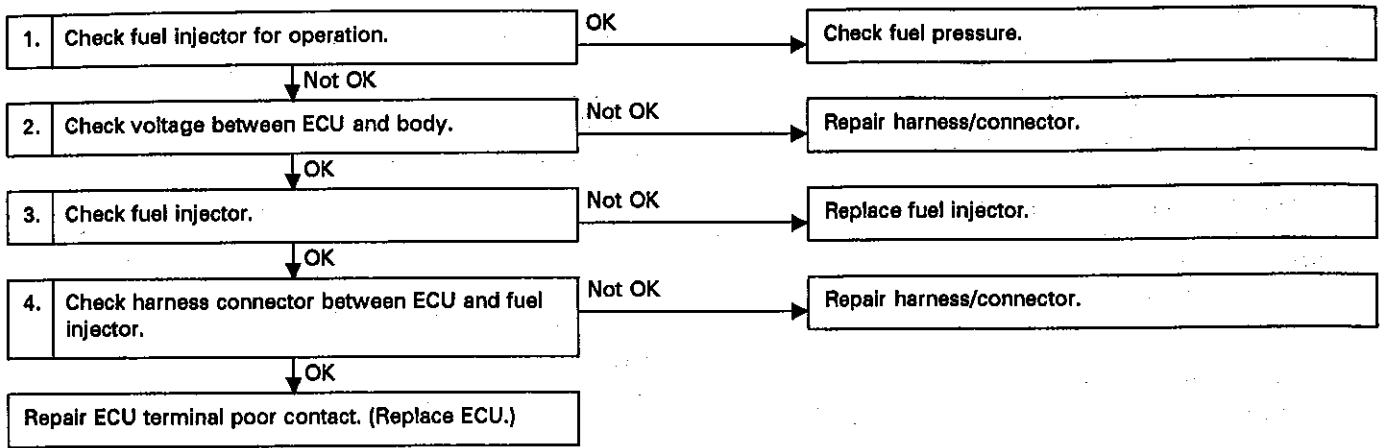 1. Check fuel injector for operation.
OK
Check fuel pressure.
Not OK
2. Check voltage between ECU and body.
Not OK
Repair harness/connector.
OK
3. Check fuel injector.
Not OK
Replace fuel injector.
OK
4. Check harness connector between ECU and fuel
injector.
Not OK
Repair harness/connector.
OK
Repair ECU terminal poor contact. (Replace ECU.)